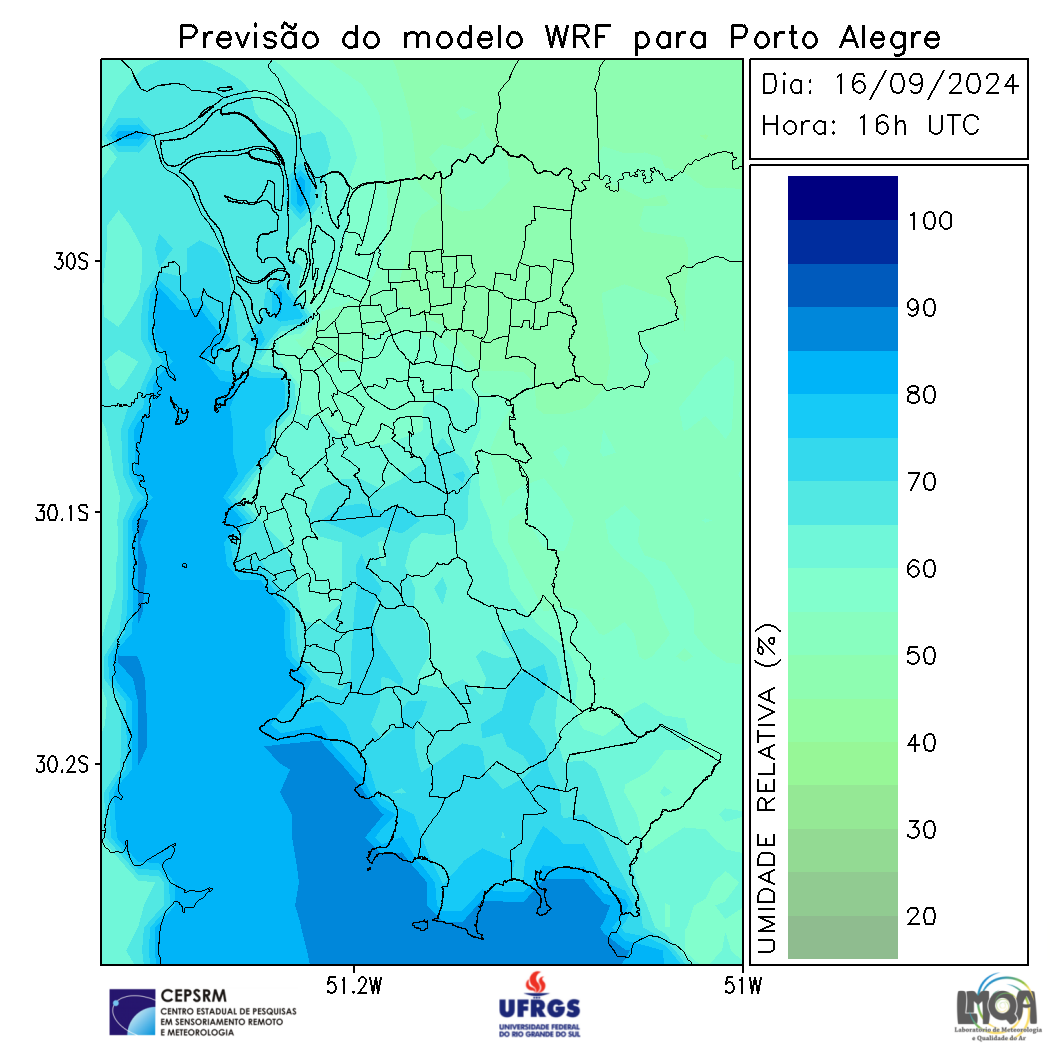 Previsão do modelo WRF para Porto Alegre
Dia: 16/09/2024
Hora: 16h UTC
30S
30.1S
30.2S
51.2W
51W
100
90
80
70
60
50
40
30
20
UMIDADE RELATIVA (%)
CEPSRM
CENTRO ESTADUAL DE PESQUISAS
EM SENSORIAMENTO REMOTO
E METEOROLOGIA
UFRGS
UNIVERSIDADE FEDERAL
DO RIO GRANDE DO SUL
LMQA
Laboratório de Meteorologia
e Qualidade do Ar